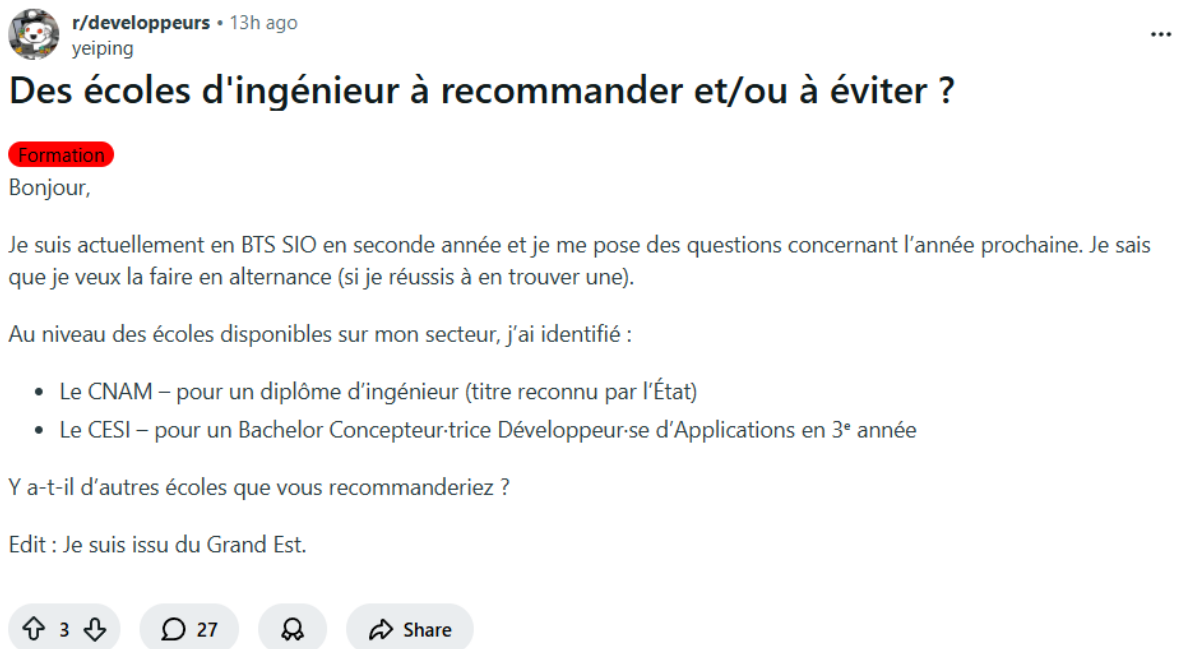 r/developpeurs • 13h ago
yeiping
Des écoles d'ingénieur à recommander et/ou à éviter ?
Formation
Bonjour,
Je suis actuellement en BTS SIO en seconde année et je me pose des questions concernant l’année prochaine. Je sais
que je veux la faire en alternance (si je réussis à en trouver une).
Au niveau des écoles disponibles sur mon secteur, j’ai identifié :
• Le CNAM – pour un diplôme d’ingénieur (titre reconnu par l’État)
• Le CESI – pour un Bachelor Concepteur·trice Développeur·se d’Applications en 3ᵉ année
Y a-t-il d’autres écoles que vous recommanderiez ?
Edit : Je suis issu du Grand Est.
3 27 Share